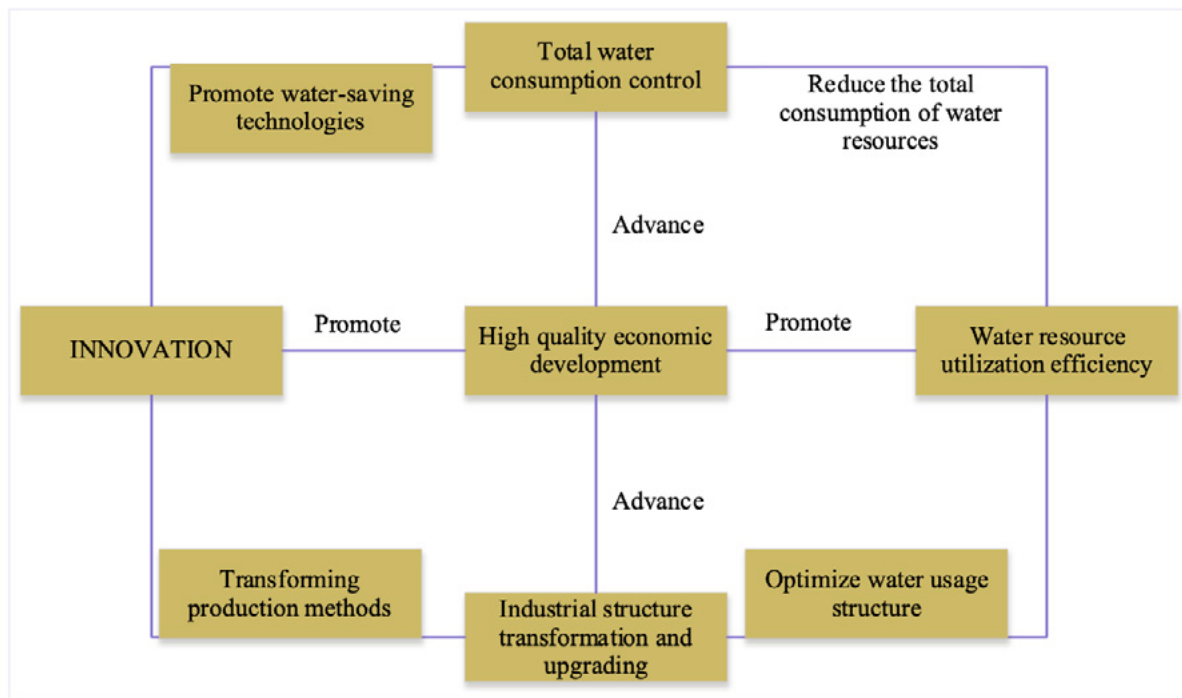 Total water
consumption control
Promote water-saving
technologies
Reduce the total
consumption of water
resources
Advance
INNOVATION
Promote
High quality economic
development
Promote
Water resource
utilization efficiency
Advance
Transforming
production methods
Industrial structure
transformation and
upgrading
Optimize water usage
structure